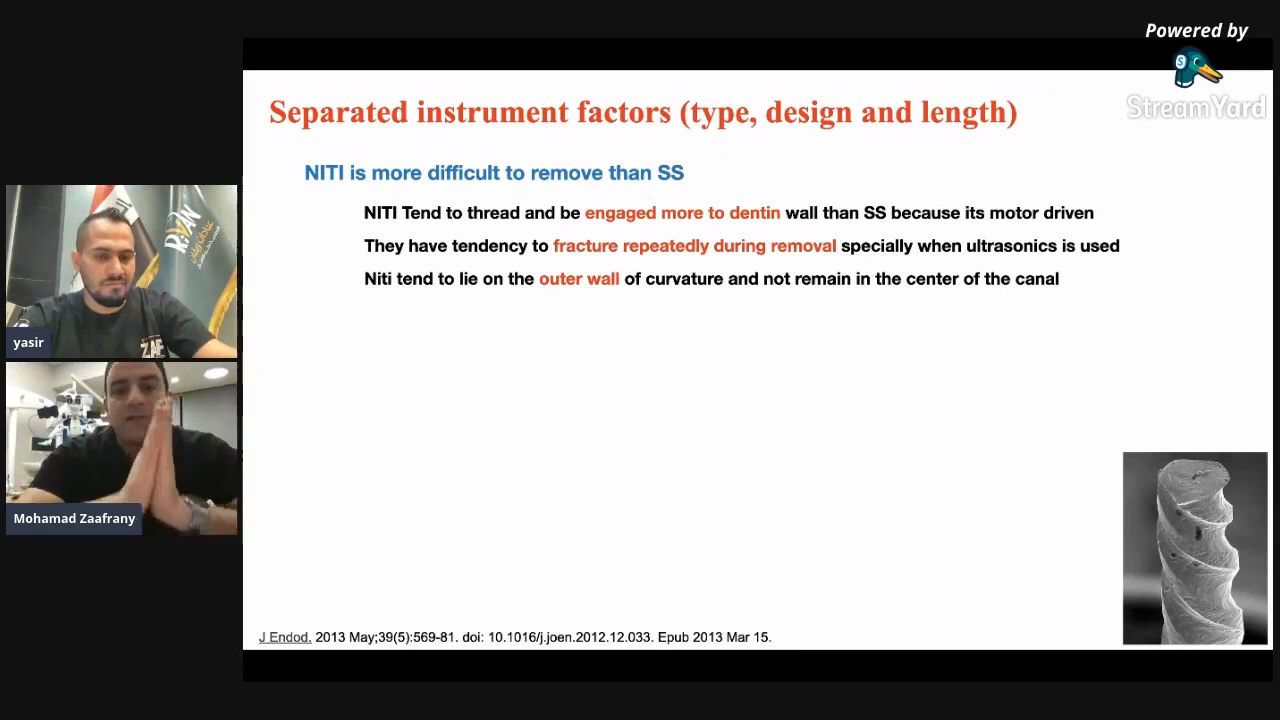 Powered by
StreamYard
Separated instrument factors (type, design and length)
NITI is more difficult to remove than SS
NITI Tend to thread and be engaged more to dentin wall than SS because its motor driven
They have tendency to fracture repeatedly during removal specially when ultrasonics is used
Niti tend to lie on the outer wall of curvature and not remain in the center of the canal
RYAN
ZAF
yasir
Mohamad Zaafrany
J Endod. 2013 May;39(5):569-81. doi: 10.1016/j.joen.2012.12.033. Epub 2013 Mar 15.